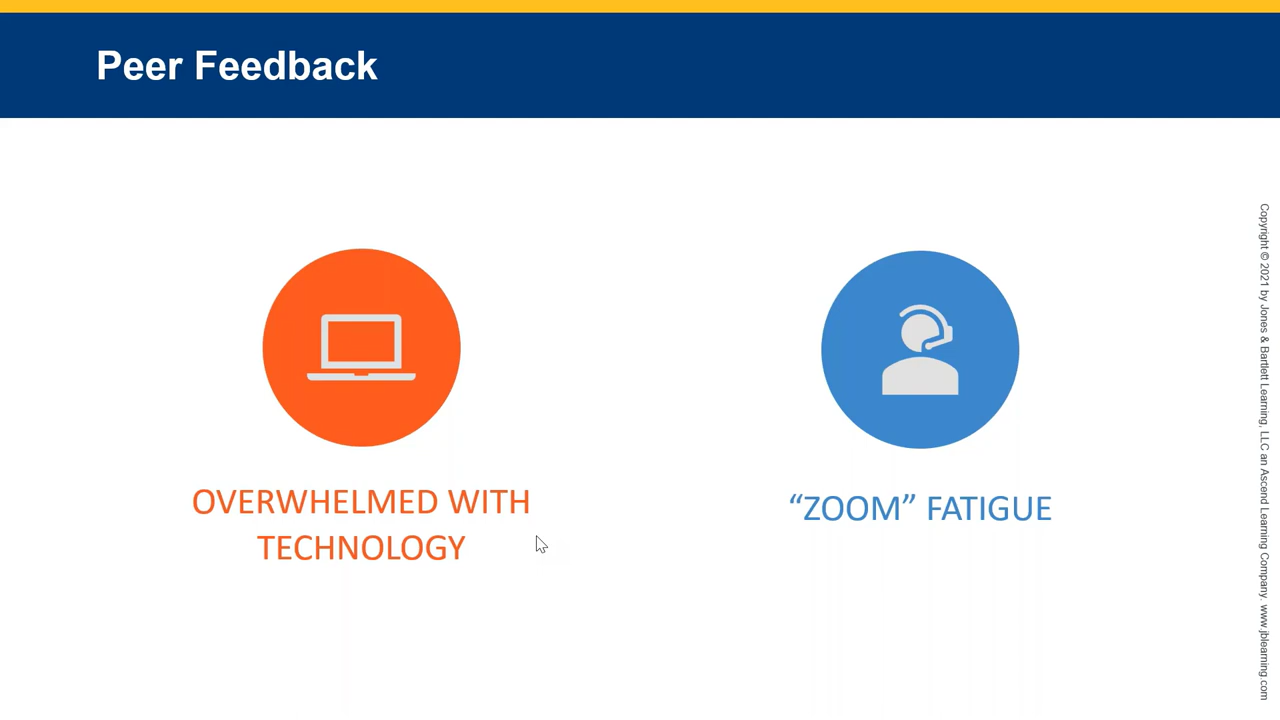 Peer Feedback
OVERWHELMED WITH
TECHNOLOGY
“ZOOM” FATIGUE
Copyright © 2021 by Jones & Bartlett Learning, LLC an Ascend Learning Company. www.jblearning.com